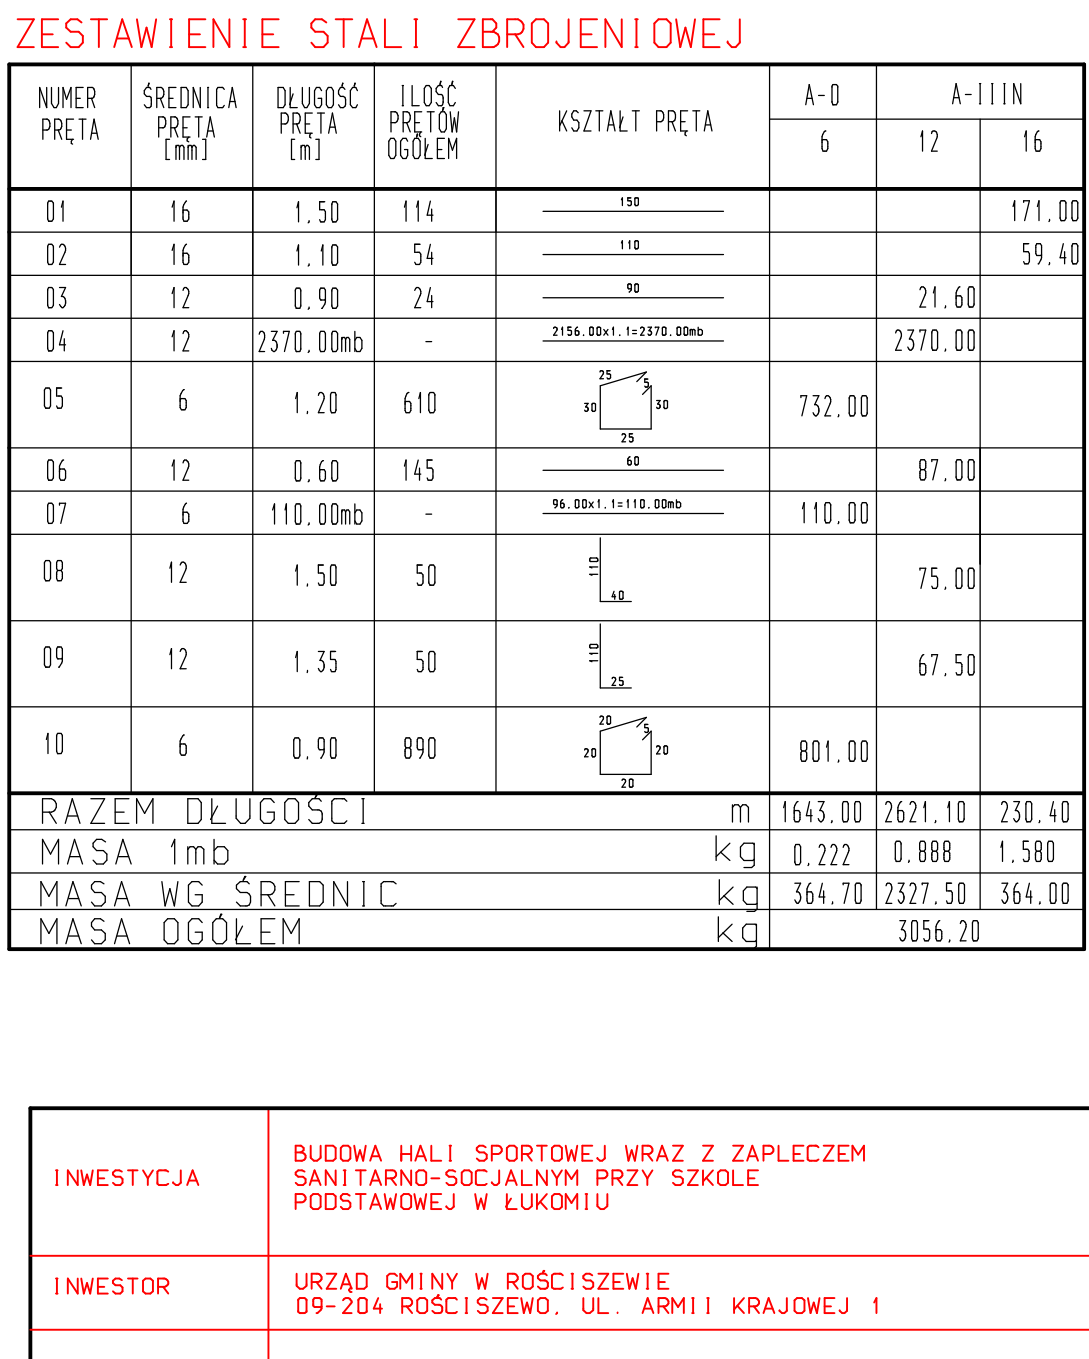 ZESTAWIENIE STALI ZBROJENIOWEJ
NUMER PRĘTA ŚREDNICA PRĘTA [mm] DŁUGOŚĆ PRĘTA [m] ILOŚĆ PRĘTÓW OGÓŁEM KSZTAŁT PRĘTA A-0 A-IIIN
6 12 16
01 16 1,50 114 150 171,00
02 16 1,10 54 110 59,40
03 12 0,90 24 90 21,60
04 12 2370,00mb - 2156.00x1.1=2370.00mb 2370,00
05 6 1,20 610 25 5 30 30 25 732,00
06 12 0,60 145 60 87,00
07 6 110,00mb - 96.00x1.1=110.00mb 110,00
08 12 1,50 50 110 40 75,00
09 12 1,35 50 110 25 67,50
10 6 0,90 890 20 5 20 20 20 801,00
RAZEM DŁUGOŚCI m 1643,00 2621,10 230,40
MASA 1mb kg 0,222 0,888 1,580
MASA WG ŚREDNIC kg 364,70 2327,50 364,00
MASA OGÓŁEM kg 3056,20
INWESTYCJA
BUDOWA HALI SPORTOWEJ WRAZ Z ZAPLECZEM
SANITARNO-SOCJALNYM PRZY SZKOLE
PODSTAWOWEJ W ŁUKOMIU
INWESTOR
URZĄD GMINY W ROŚCISZEWIE
09-204 ROŚCISZEWO, UL. ARMII KRAJOWEJ 1